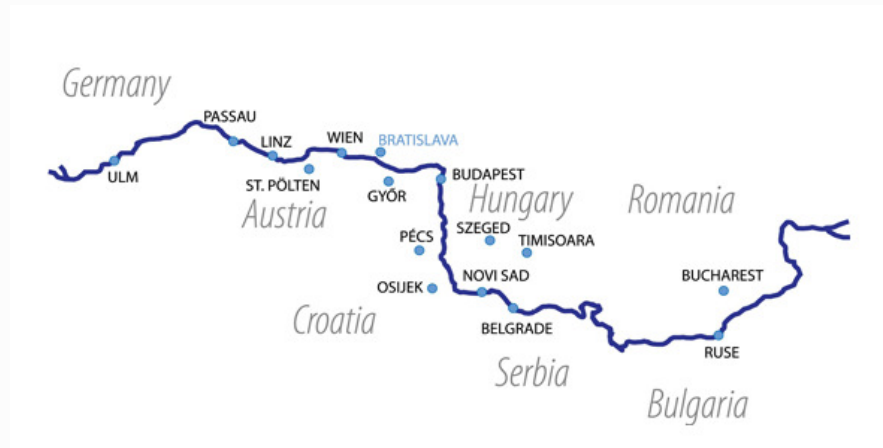 Germany
PASSAU
LINZ
WIEN
BRATISLAVA
ULM
ST. PÖLTEN
GYŐR
BUDAPEST
Austria
Hungary
Romania
PÉCS
SZEGED
TIMISOARA
OSIJEK
NOVI SAD
BUCHAREST
Croatia
BELGRADE
RUSE
Serbia
Bulgaria